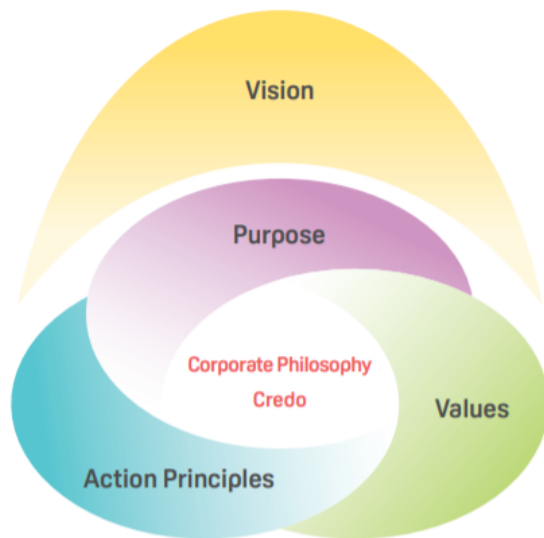 Vision
Purpose
Corporate Philosophy
Credo
Values
Action Principles